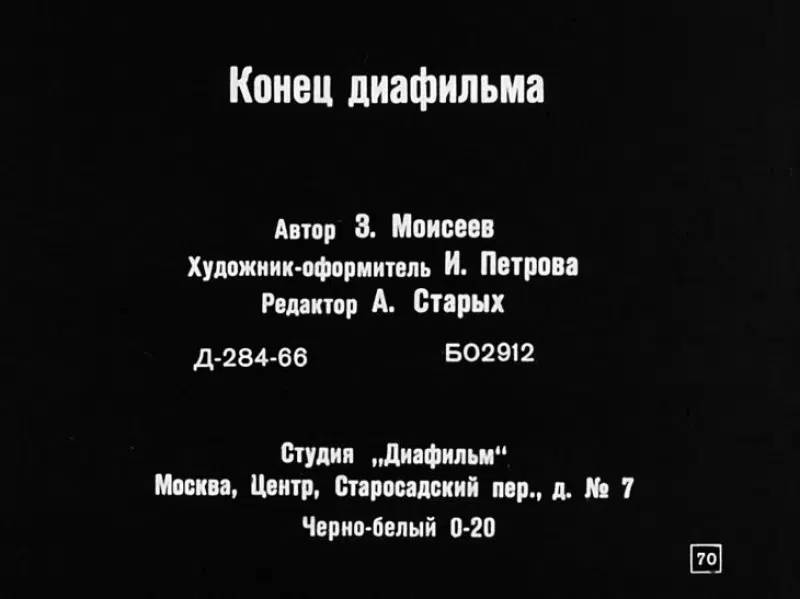 Конец диафильма
Автор З. Моисеев
Художник-оформитель И. Петрова
Редактор А. Старых
Д-284-66 БО2912
Студия „Диафильм“
Москва, Центр, Старосадский пер., д. № 7
Черно-белый 0-20
70